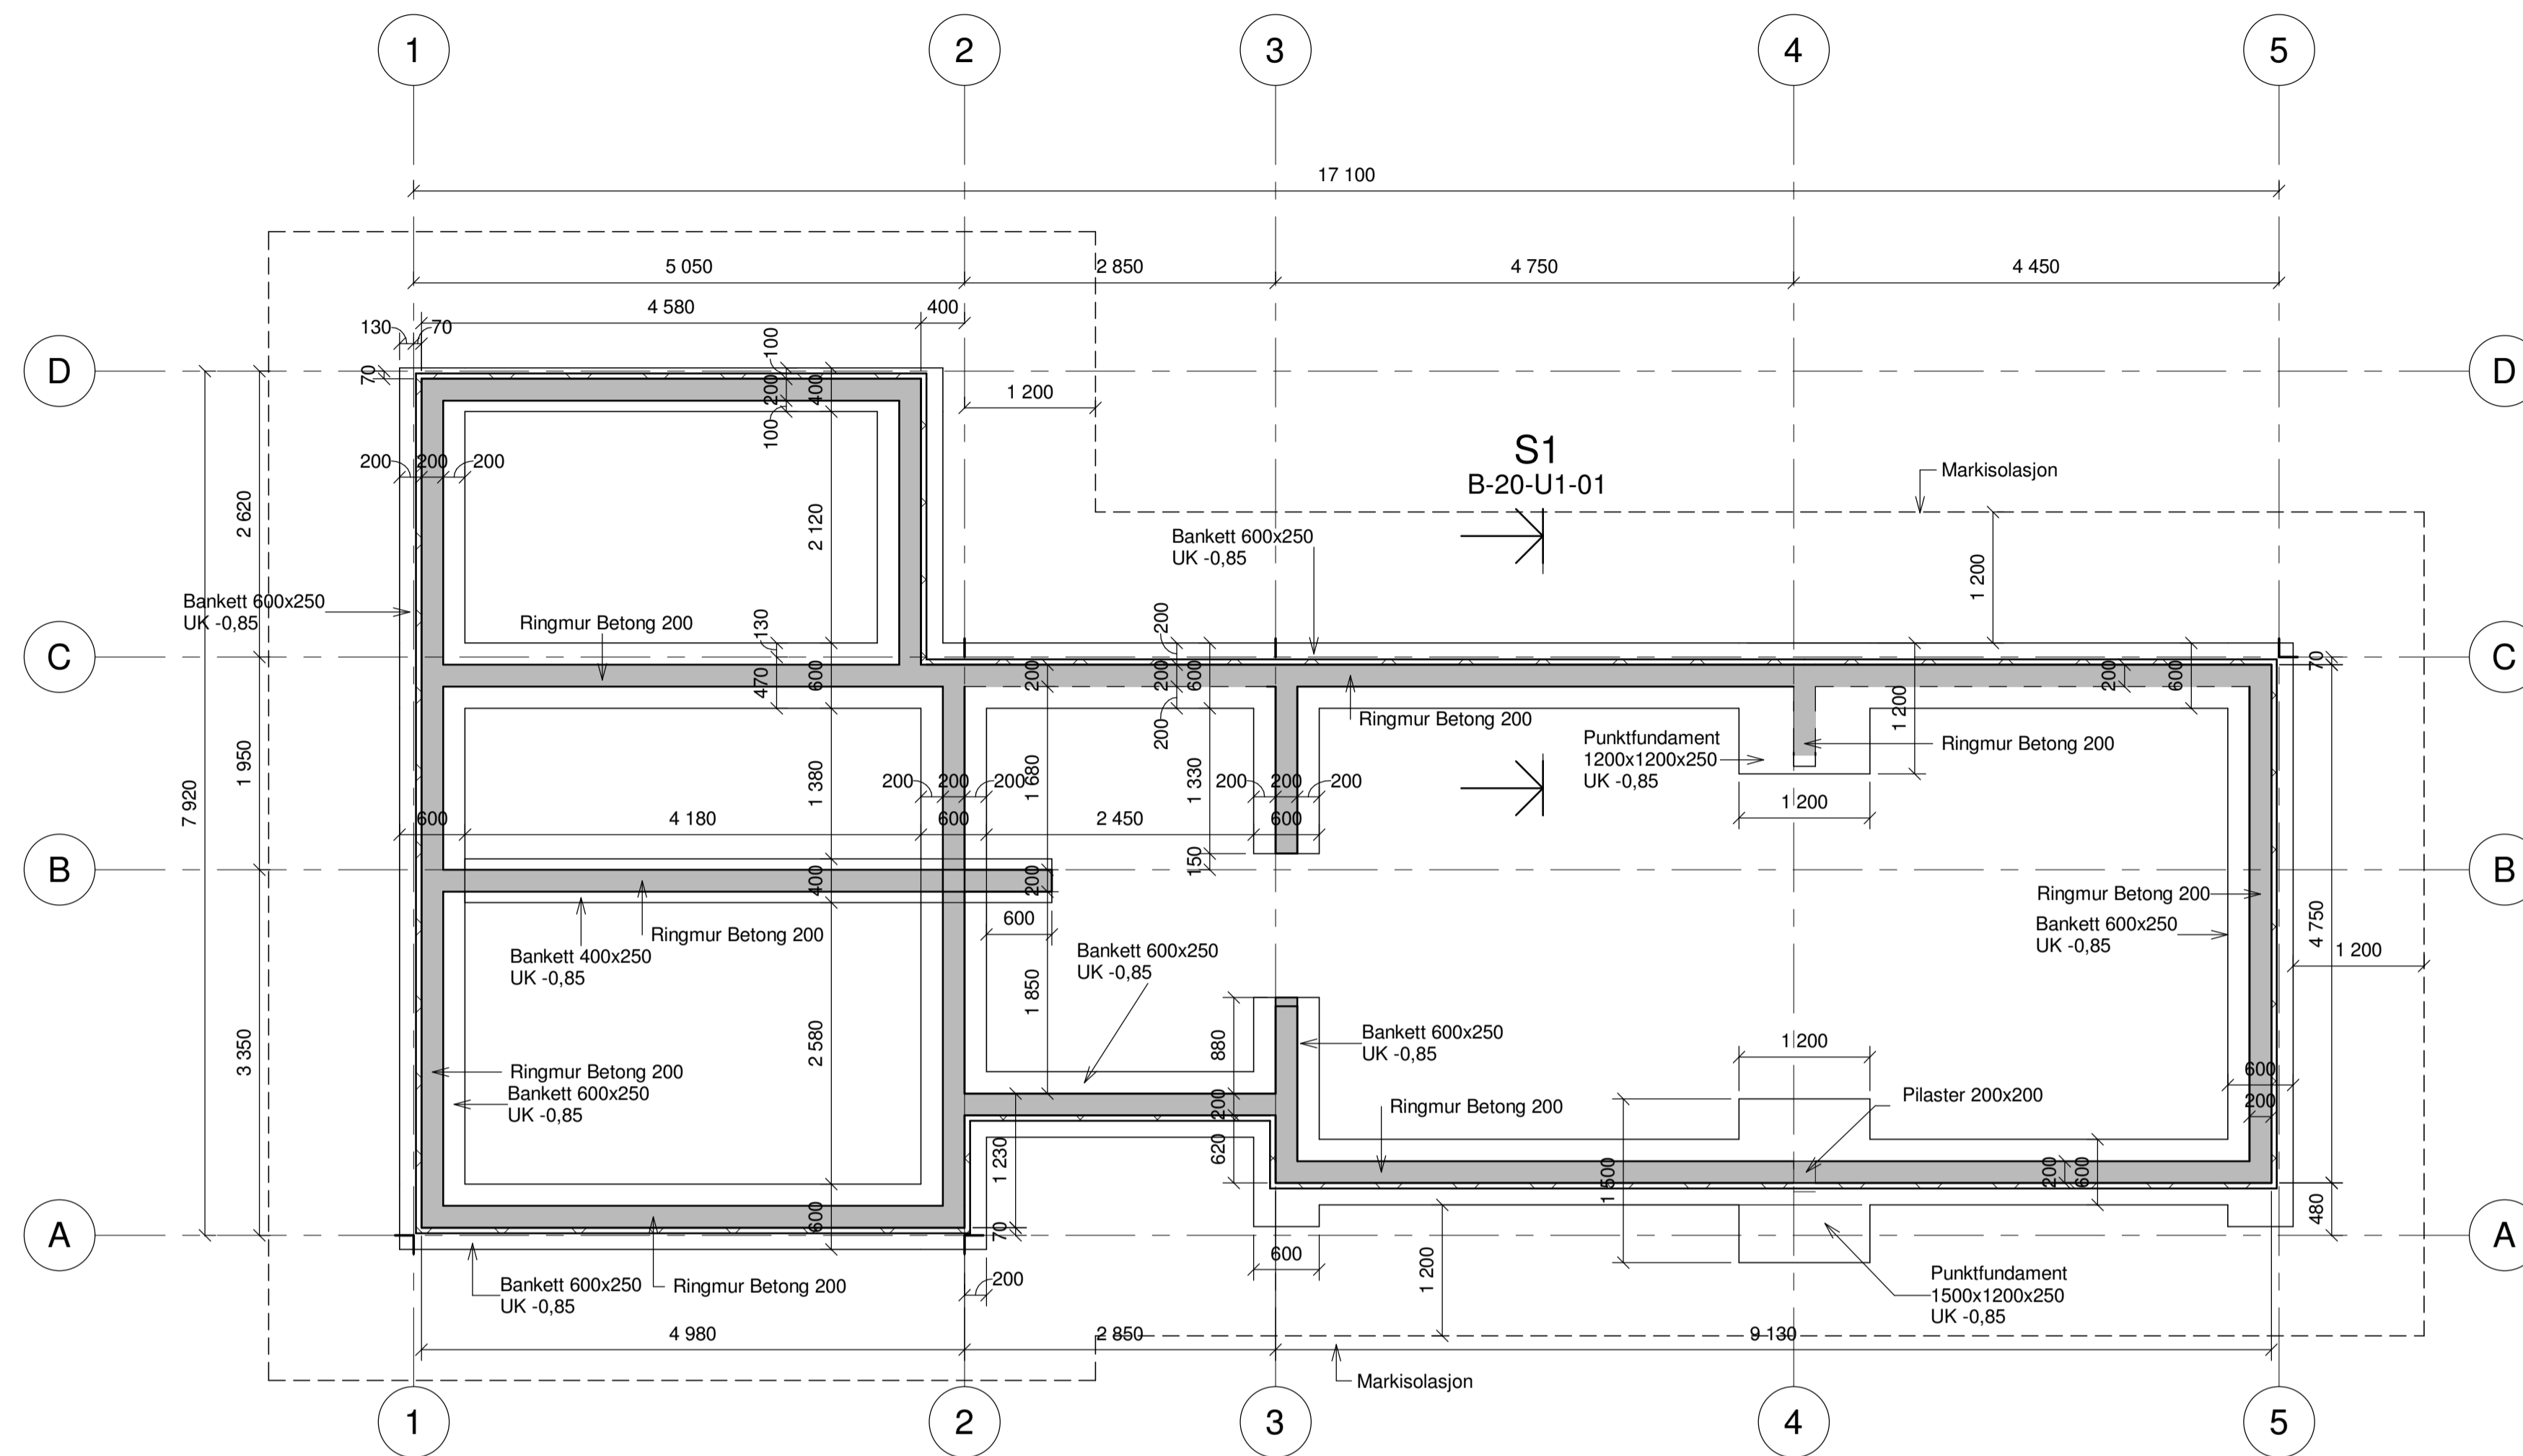 1 2 3 4 5
17 100
5 050 2 850 4 750 4 450
4 580 400
130 70
100
D D
70
200 400
1 200
100
S1
B-20-U1-01
Markisolasjon
200 200 200
2 620
2 120
Bankett 600x250
UK -0,85
1 200
Bankett 600x250
UK -0,85
Ringmur Betong 200
130
200
C C
70
470 600 200 200 600 200 600
200
1 200
Ringmur Betong 200
Punktfundament
1200x1200x250
UK -0,85
Ringmur Betong 200
7 920
1 950
1 380
200 200 200
1 680
1 330
200 200 200
1 200
600 4 180 600 2 450 600
150
B B
400
200
Ringmur Betong 200
600
Ringmur Betong 200
Bankett 400x250
UK -0,85
Bankett 600x250
UK -0,85
Bankett 600x250
UK -0,85
4 750
1 200
3 350
2 580
1 850
880
Bankett 600x250
UK -0,85
1 200
Ringmur Betong 200
Bankett 600x250
UK -0,85
Ringmur Betong 200
Pilaster 200x200
600
200
200
1 230
620
1 500
200 600
480
600
70
A A
600
1 200
200
Bankett 600x250
UK -0,85
Ringmur Betong 200
Punktfundament
1500x1200x250
UK -0,85
4 980 2 850 9 130
Markisolasjon
1 2 3 4 5